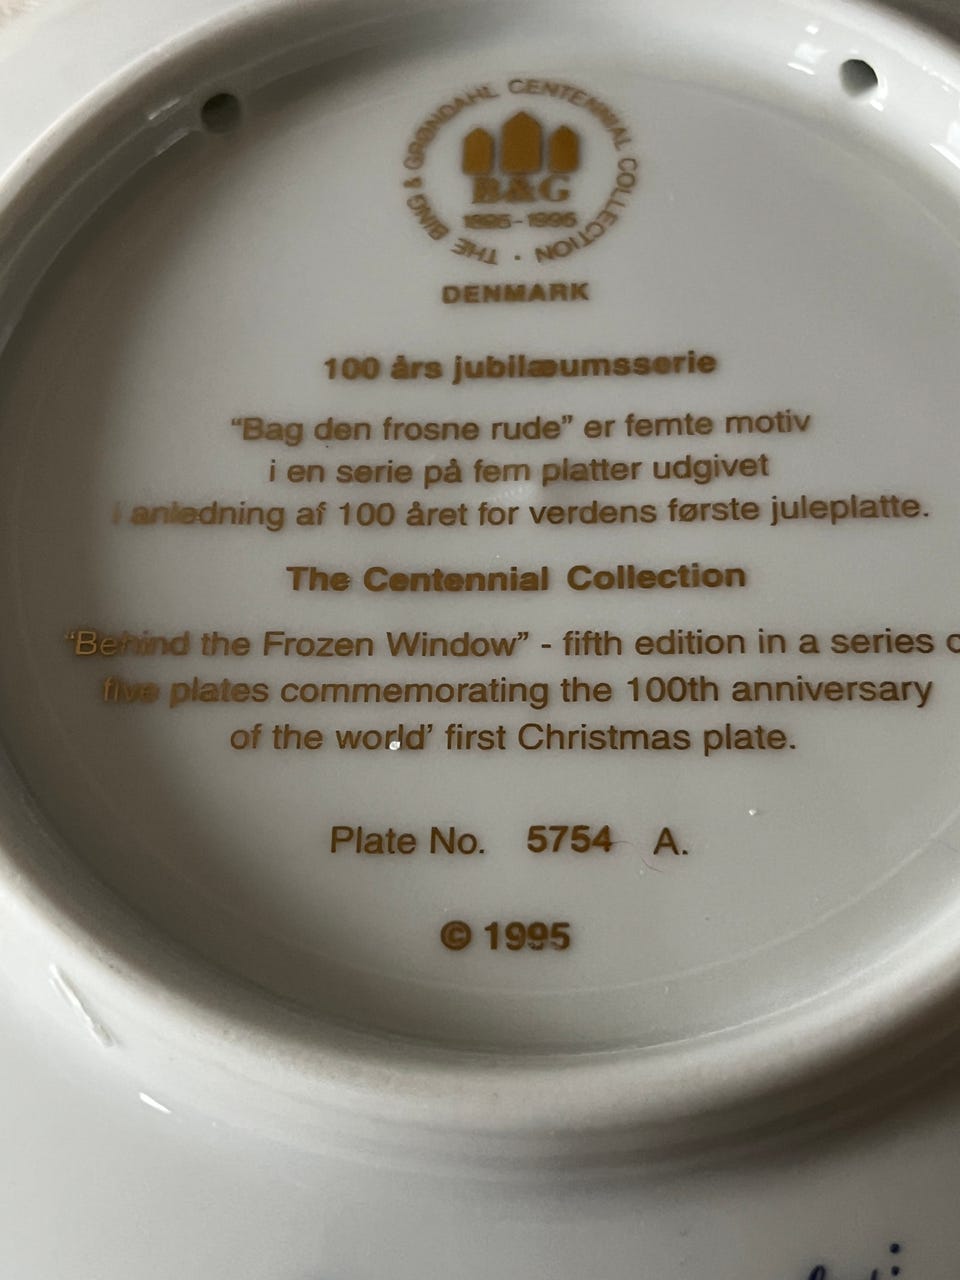 THE BING & GRØNDAHL CENTENNIAL COLLECTION ·
B&G
1895-1995
DENMARK
100 års jubilæumsserie
“Bag den frosne rude” er femte motiv
i en serie på fem platter udgivet
i anledning af 100 året for verdens første juleplatte.
The Centennial Collection
“Behind the Frozen Window” - fifth edition in a series
five plates commemorating the 100th anniversary
of the world’ first Christmas plate.
Plate No. 5754 A.
© 1995